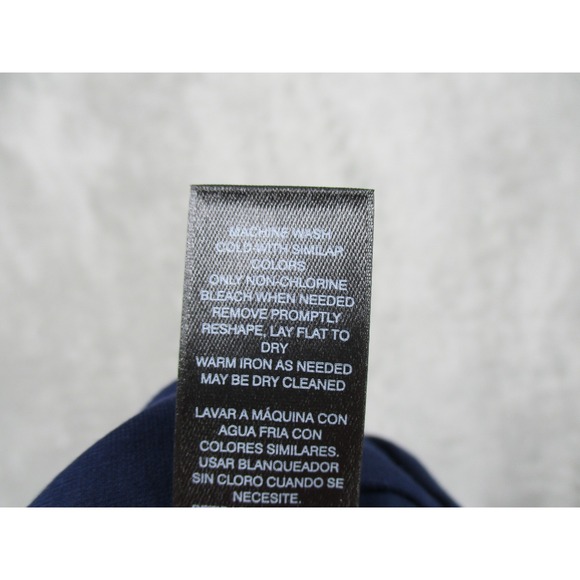 MACHINE WASH
COLD WITH SIMILAR
COLORS
ONLY NON-CHLORINE
BLEACH WHEN NEEDED
REMOVE PROMPTLY
RESHAPE, LAY FLAT TO
DRY
WARM IRON AS NEEDED
MAY BE DRY CLEANED
LAVAR A MÁQUINA CON
AGUA FRIA CON
COLORES SIMILARES.
USAR BLANQUEADOR
SIN CLORO CUANDO SE
NECESITE.